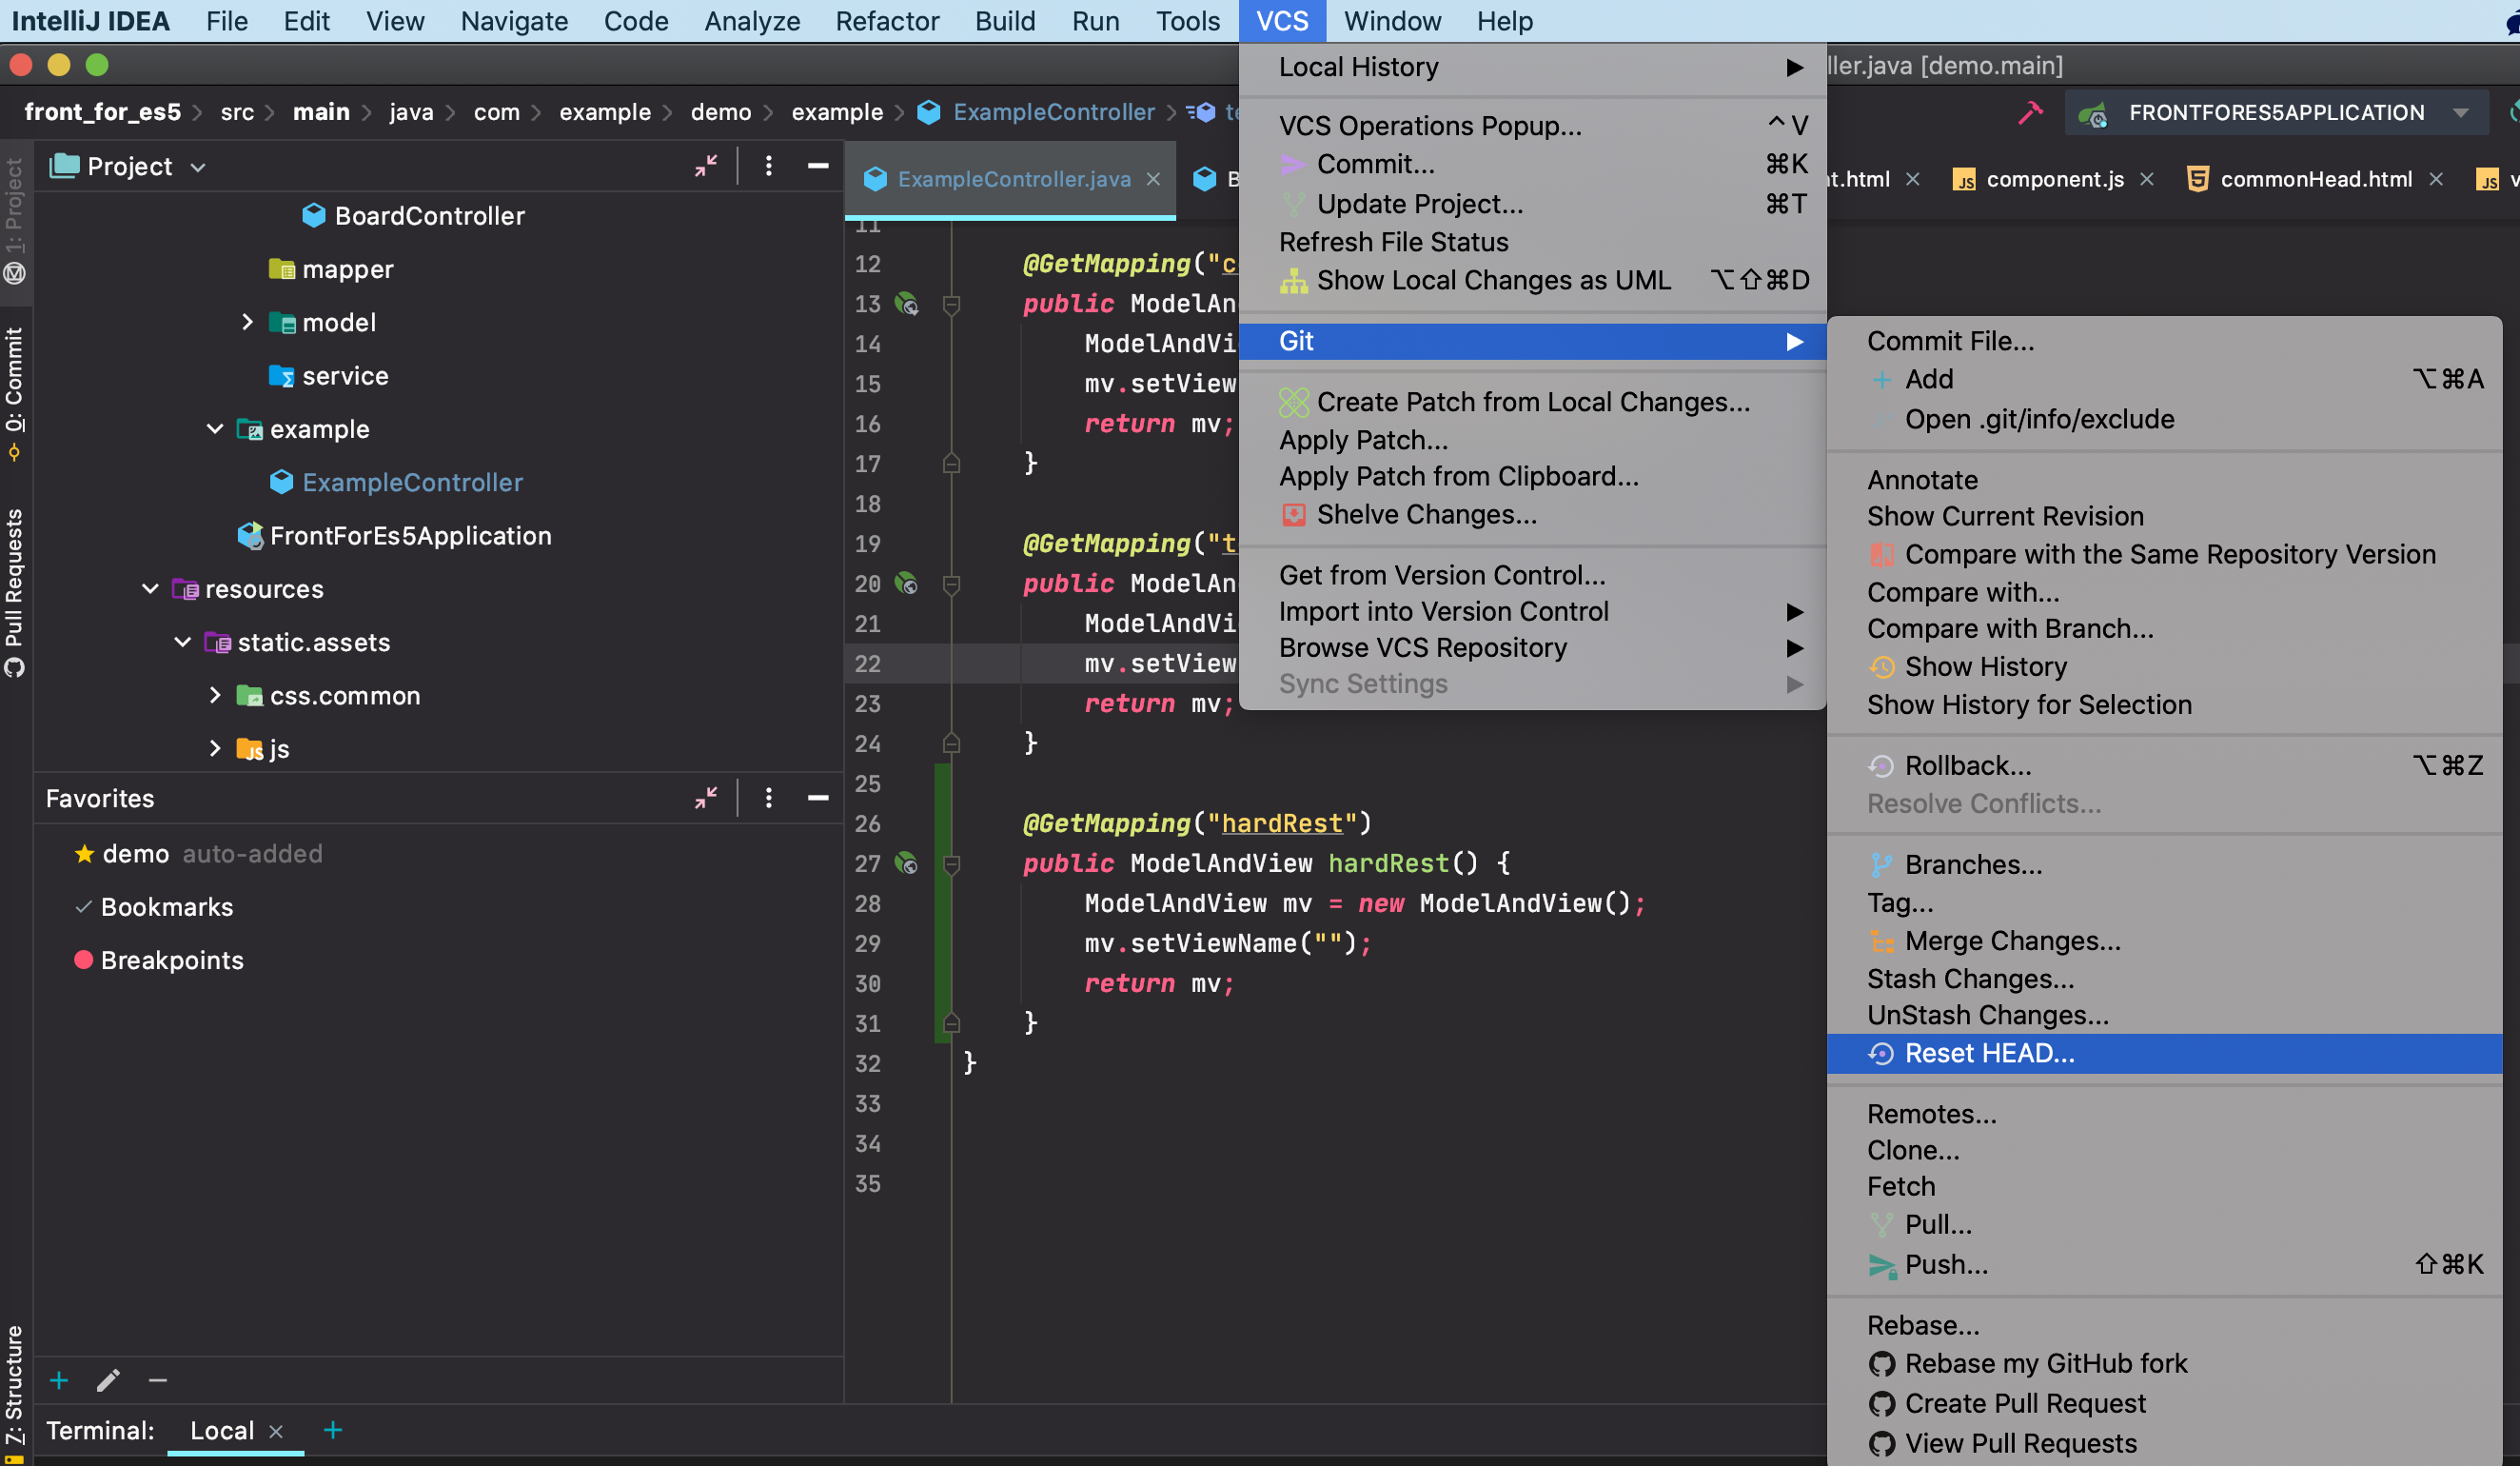 IntelliJ IDEA File Edit View Navigate Code Analyze Refactor Build Run Tools VCS Window Help
ller.java [demo.main]
front_for_es5 src main java com example demo example ExampleController te
FRONTFORES5APPLICATION
1: Project
0: Commit
Pull Requests
Z: Structure
Project
BoardController
mapper
model
service
example
ExampleController
FrontForEs5Application
resources
static.assets
css.common
js
Favorites
demo auto-added
Bookmarks
Breakpoints
Terminal: Local
ExampleController.java
B
nt.html component.js commonHead.html v
11
12 @GetMapping("c
13 public ModelAn
14 ModelAndVi
15 mv.setView
16 return mv;
17 }
18
19 @GetMapping("t
20 public ModelAn
21 ModelAndVi
22 mv.setView
23 return mv;
24 }
25
26 @GetMapping("hardRest")
27 public ModelAndView hardRest() {
28 ModelAndView mv = new ModelAndView();
29 mv.setViewName("");
30 return mv;
31 }
32 }
33
34
35
Local History
VCS Operations Popup... ^V
Commit... ⌘K
Update Project... ⌘T
Refresh File Status
Show Local Changes as UML ⌥⇧⌘D
Git
Create Patch from Local Changes...
Apply Patch...
Apply Patch from Clipboard...
Shelve Changes...
Get from Version Control...
Import into Version Control
Browse VCS Repository
Sync Settings
Commit File...
Add ⌥⌘A
Open .git/info/exclude
Annotate
Show Current Revision
Compare with the Same Repository Version
Compare with...
Compare with Branch...
Show History
Show History for Selection
Rollback... ⌥⌘Z
Resolve Conflicts...
Branches...
Tag...
Merge Changes...
Stash Changes...
UnStash Changes...
Reset HEAD...
Remotes...
Clone...
Fetch
Pull...
Push... ⇧⌘K
Rebase...
Rebase my GitHub fork
Create Pull Request
View Pull Requests